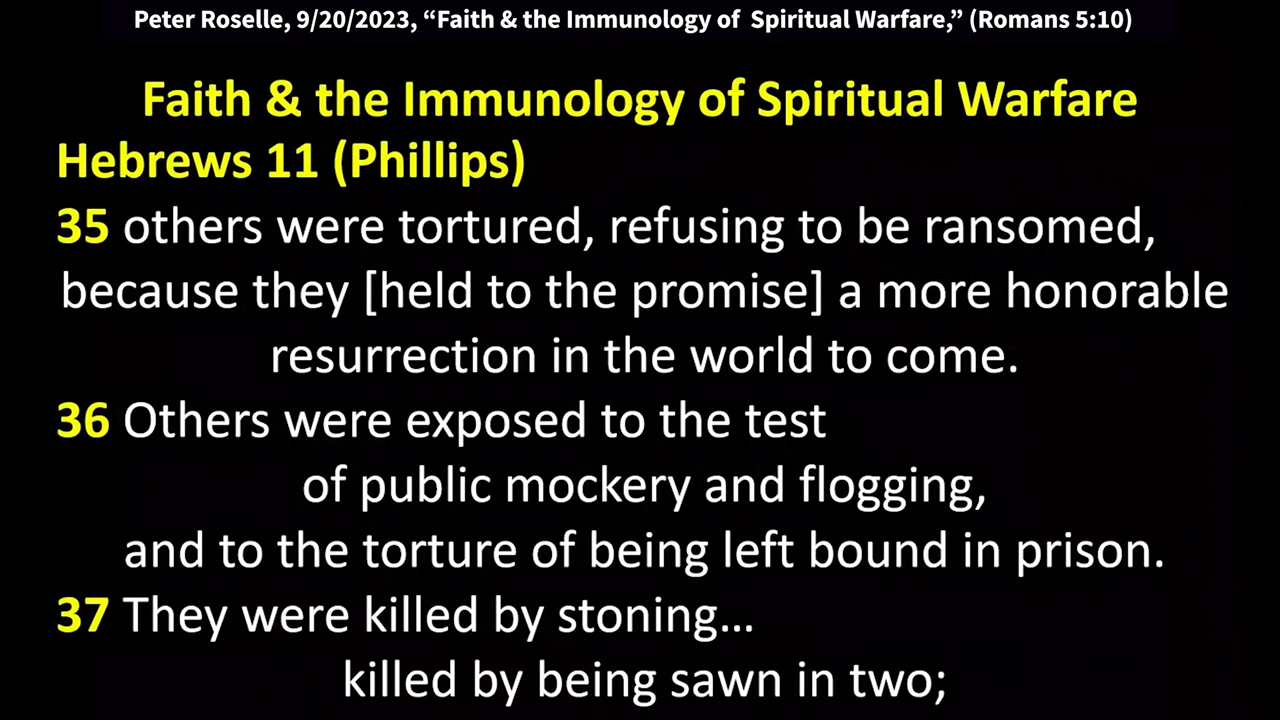 Peter Roselle, 9/20/2023, “Faith & the Immunology of Spiritual Warfare,” (Romans 5:10)
Faith & the Immunology of Spiritual Warfare
Hebrews 11 (Phillips)
35 others were tortured, refusing to be ransomed,
because they [held to the promise] a more honorable
resurrection in the world to come.
36 Others were exposed to the test
of public mockery and flogging,
and to the torture of being left bound in prison.
37 They were killed by stoning...
killed by being sawn in two;